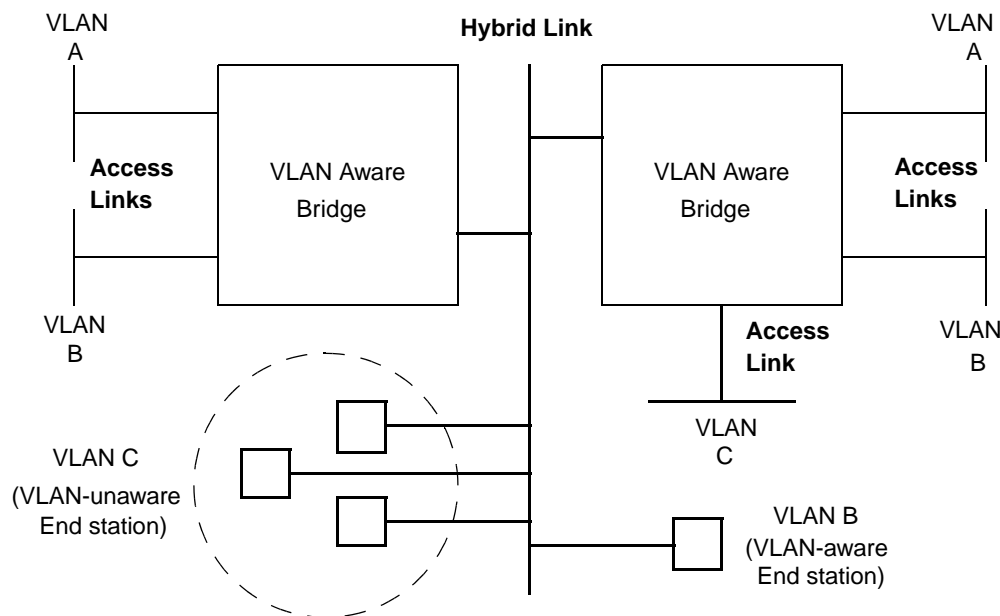 VLAN
A
Hybrid Link
VLAN
A
Access
Links
VLAN Aware
Bridge
VLAN Aware
Bridge
Access
Links
VLAN
B
Access
Link
VLAN
B
VLAN
C
VLAN C
(VLAN-unaware
End station)
VLAN B
(VLAN-aware
End station)